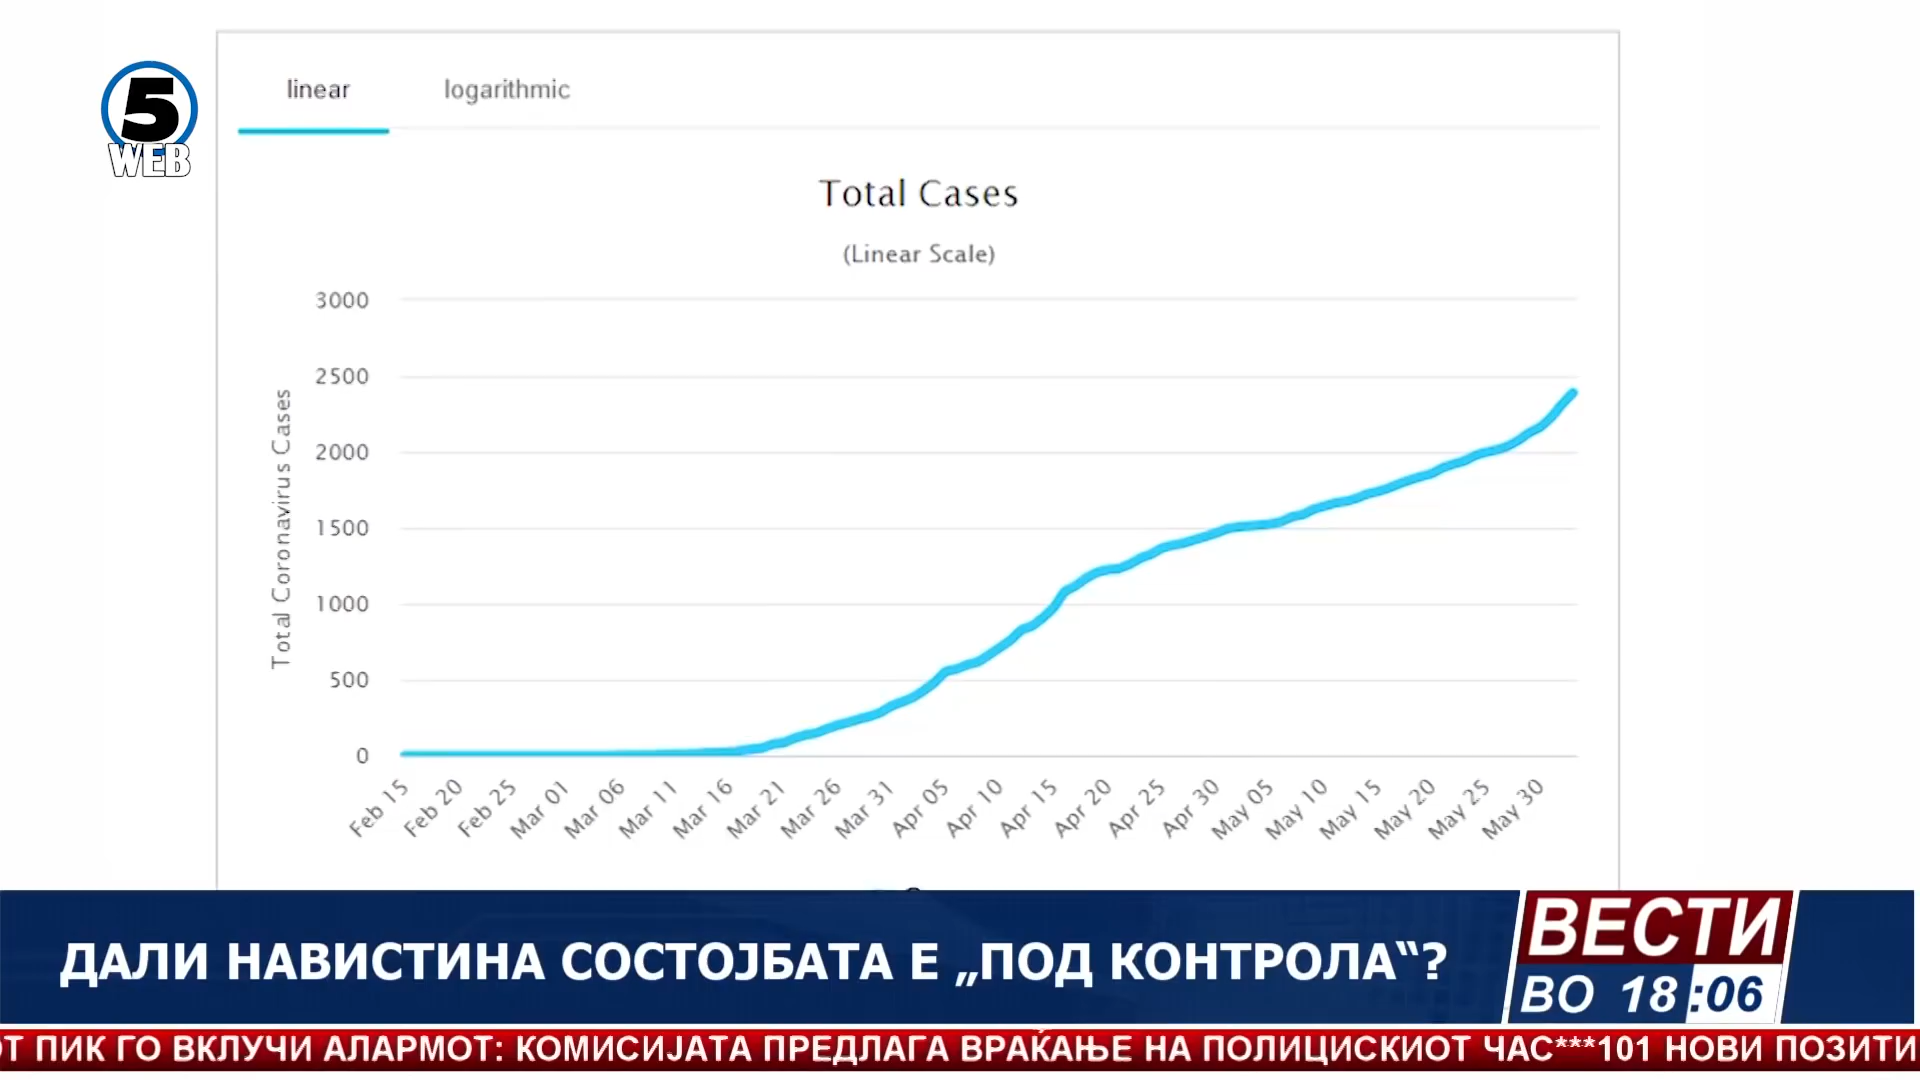 5
WEB
linear logarithmic
Total Cases
(Linear Scale)
Total Coronavirus Cases
3000
2500
2000
1500
1000
500
0
Feb 15 Feb 20 Feb 25 Mar 01 Mar 06 Mar 11 Mar 16 Mar 21 Mar 26 Mar 31 Apr 05 Apr 10 Apr 15 Apr 20 Apr 25 Apr 30 May 05 May 10 May 15 May 20 May 25 May 30
ДАЛИ НАВИСТИНА СОСТОЈБАТА Е „ПОД КОНТРОЛА“?
ВЕСТИ
ВО 18:06
ОТ ПИК ГО ВКЛУЧИ АЛАРМОТ: КОМИСИЈАТА ПРЕДЛАГА ВРАЌАЊЕ НА ПОЛИЦИСКИОТ ЧАС***101 НОВИ ПОЗИТИ